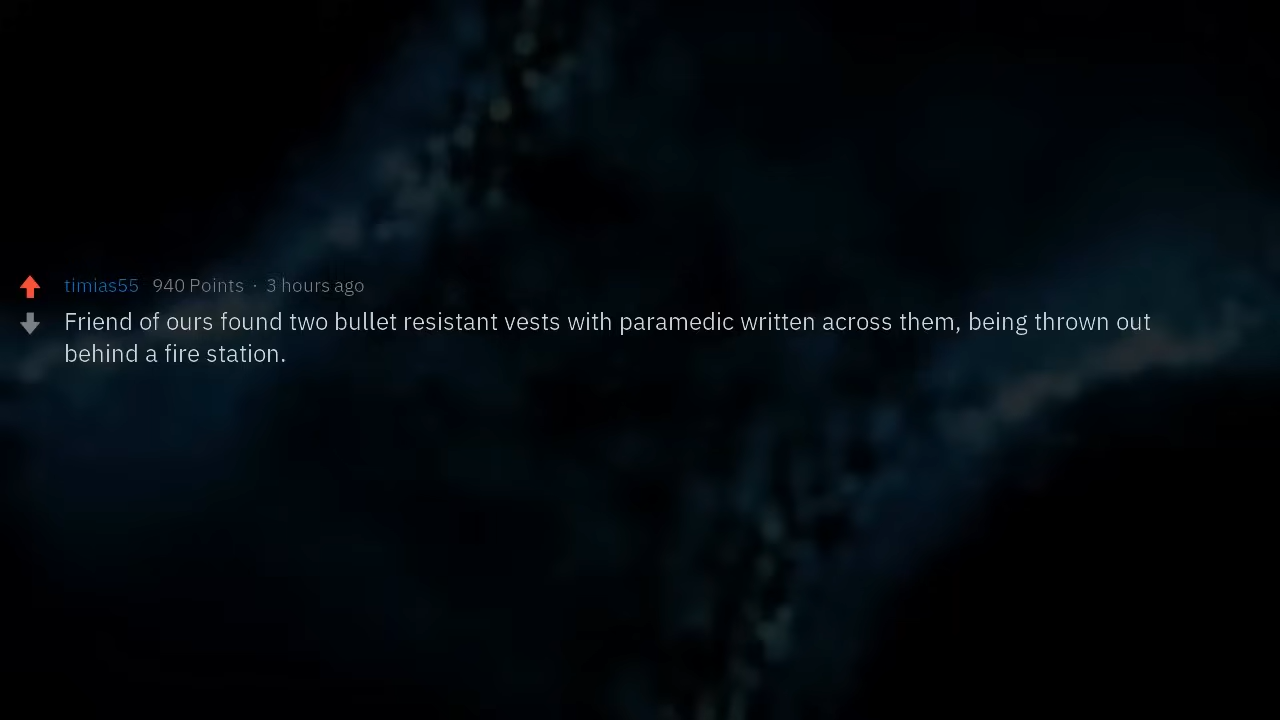 timias55 940 Points · 3 hours ago
Friend of ours found two bullet resistant vests with paramedic written across them, being thrown out
behind a fire station.